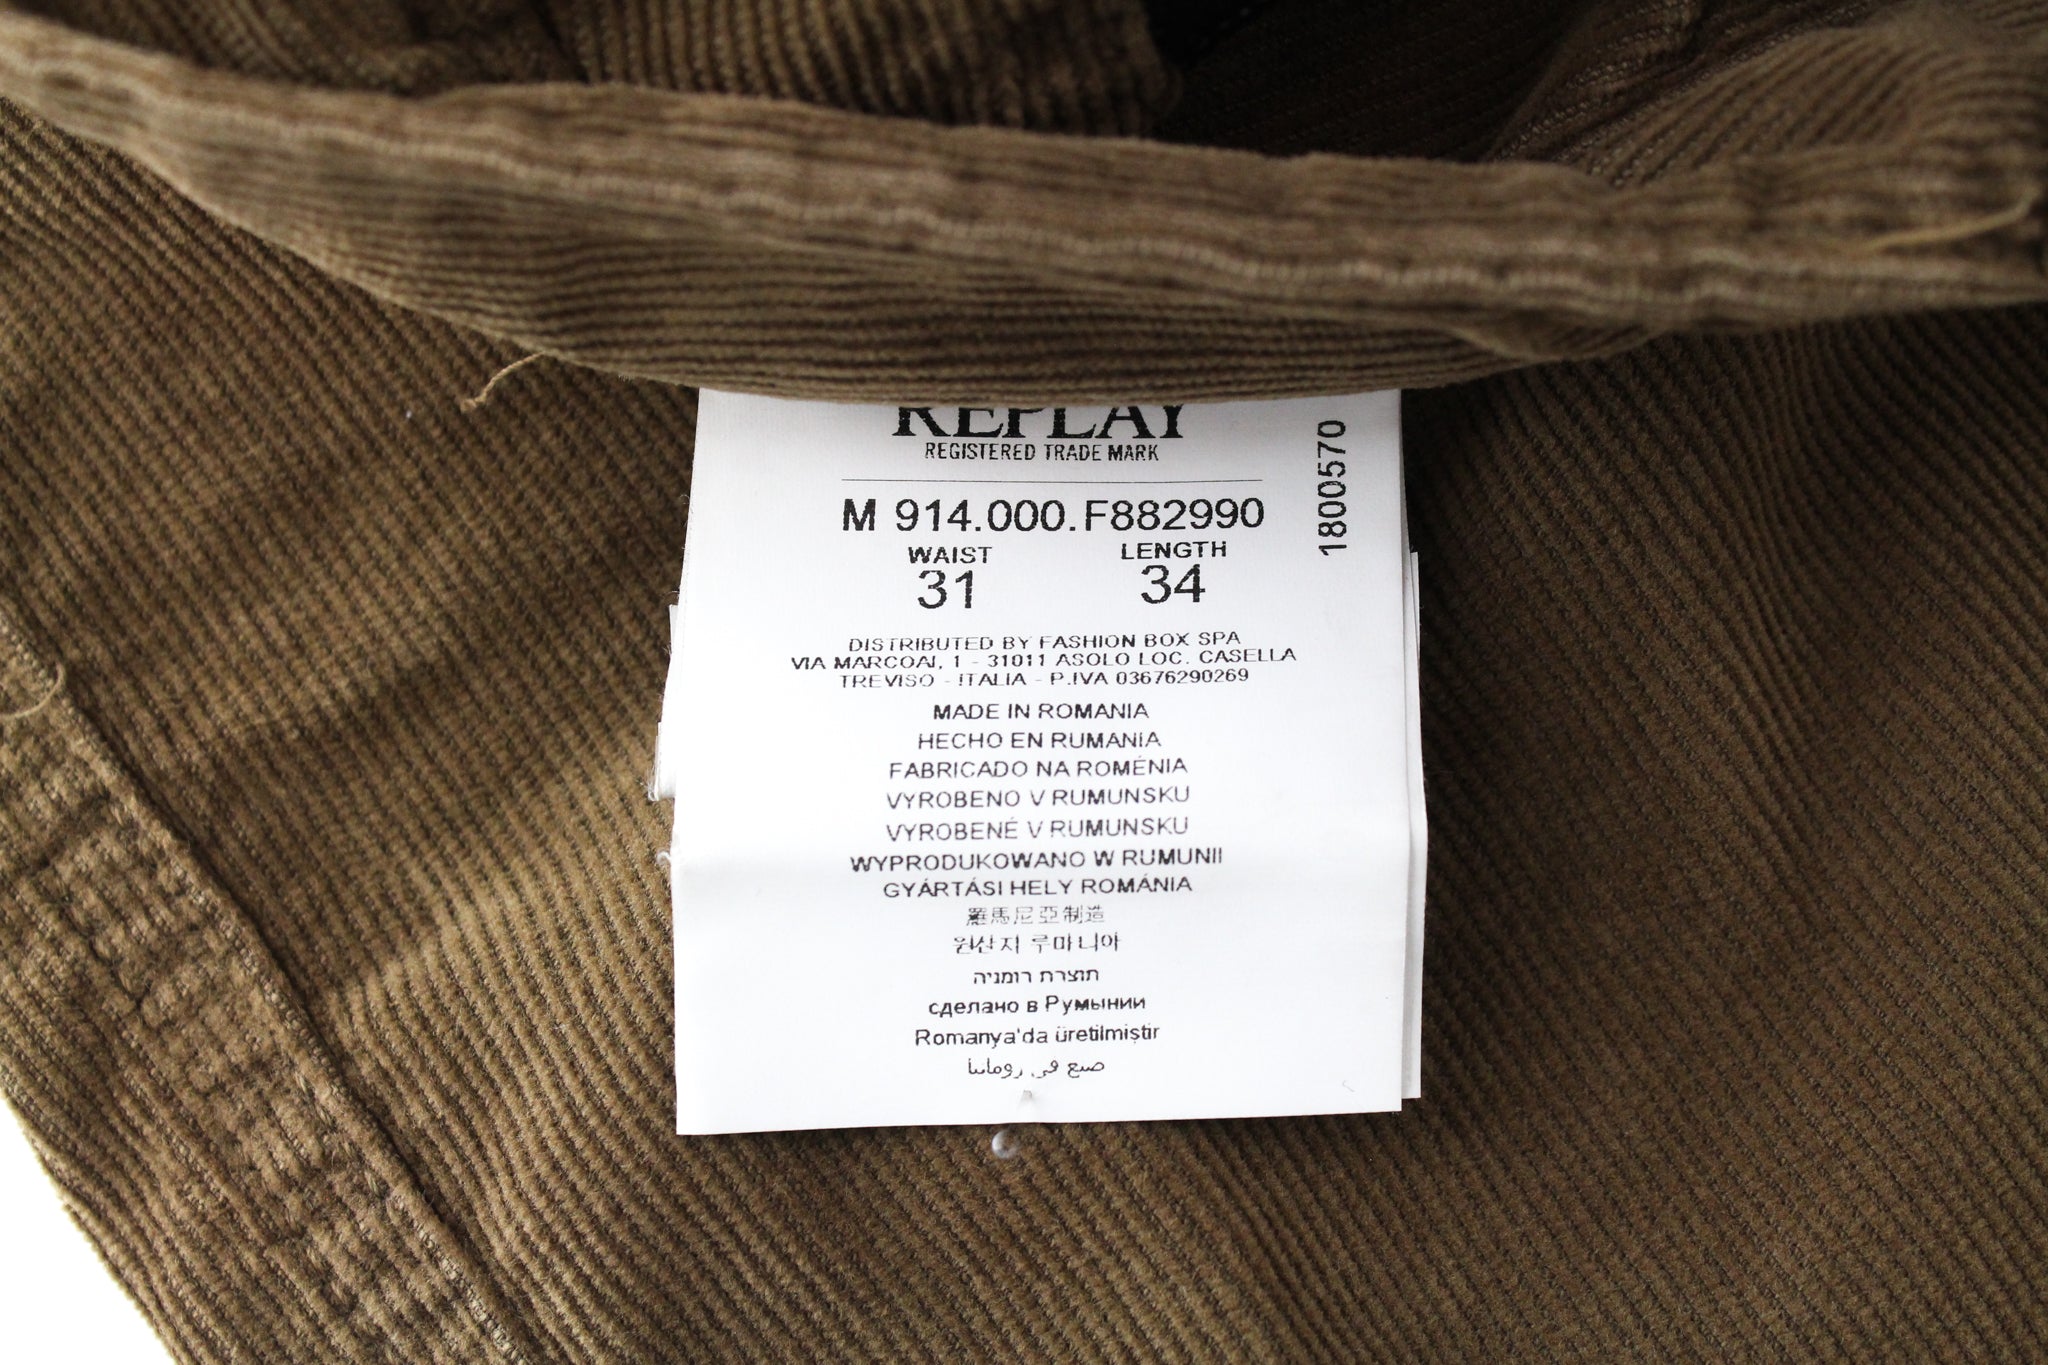 REPLAY
REGISTERED TRADE MARK
M 914.000.F882990
WAIST LENGTH
31 34
1800570
DISTRIBUTED BY FASHION BOX SPA
VIA MARCOAI, 1 - 31011 ASOLO LOC. CASELLA
TREVISO - ITALIA - P.IVA 03676290269
MADE IN ROMANIA
HECHO EN RUMANIA
FABRICADO NA ROMÉNIA
VYROBENO V RUMUNSKU
VYROBENÉ V RUMUNSKU
WYPRODUKOWANO W RUMUNII
GYÁRTÁSI HELY ROMÁNIA
羅馬尼亞制造
원산지 루마니아
תוצרת רומניה
сделано в Румынии
Romanya'da üretilmiştir
صنع في رومانيا